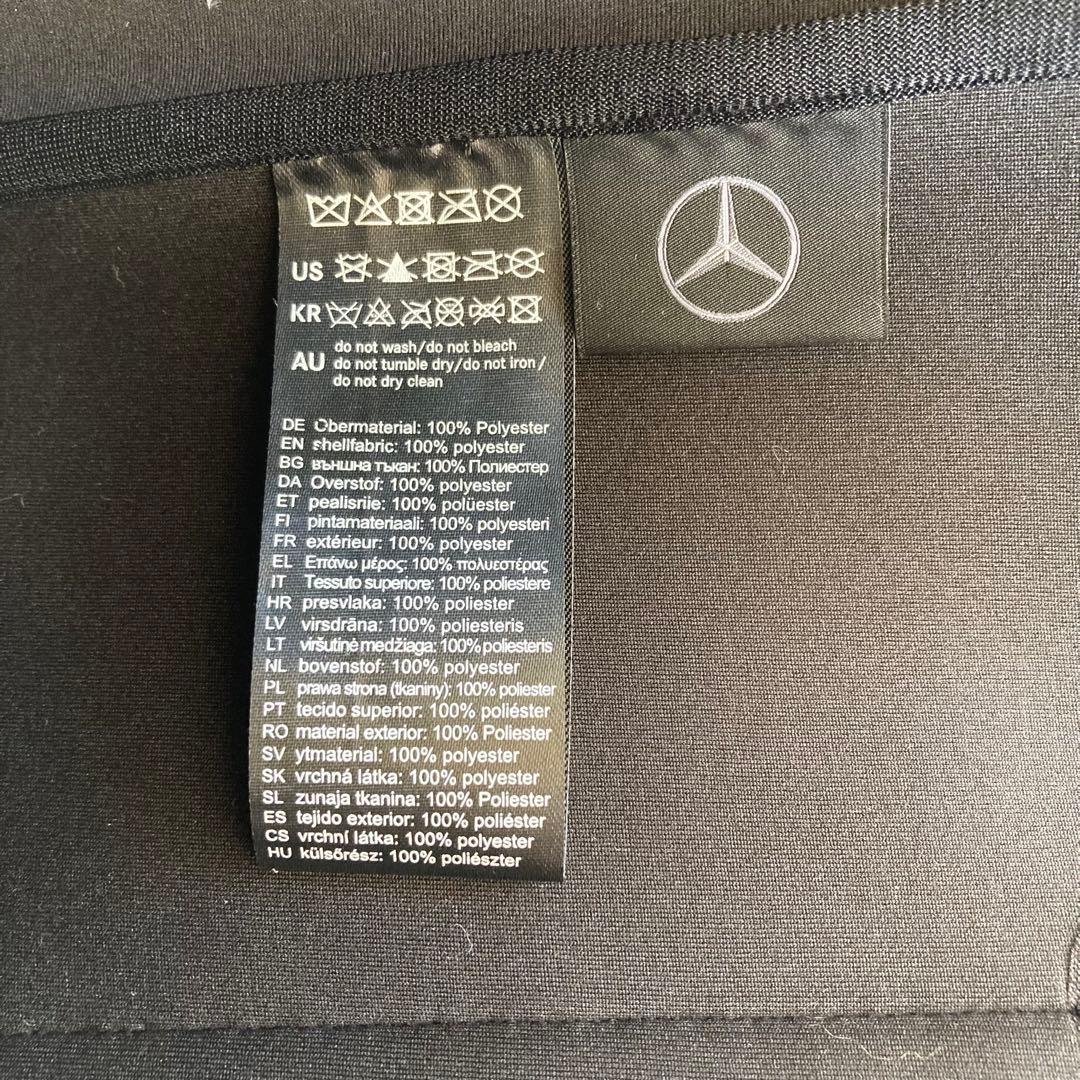 US
KR
AU do not wash/do not bleach
do not tumble dry/do not iron/
do not dry clean
DE Obermaterial: 100% Polyester
EN shellfabric: 100% polyester
BG външна тъкан: 100% Полиестер
DA Overstof: 100% polyester
ET pealisriie: 100% polüester
FI pintamateriaali: 100% polyesteri
FR extérieur: 100% polyester
EL Επάνω μέρος: 100% πολυεστέρας
IT Tessuto superiore: 100% poliestere
HR presvlaka: 100% poliester
LV virsdrāna: 100% poliesteris
LT viršutinė medžiaga: 100% poliesteris
NL bovenstof: 100% polyester
PL prawa strona (tkaniny): 100% poliester
PT tecido superior: 100% poliéster
RO material exterior: 100% Poliester
SV ytmaterial: 100% polyester
SK vrchná látka: 100% polyester
SL zunaja tkanina: 100% Poliester
ES tejido exterior: 100% poliéster
CS vrchní látka: 100% polyester
HU külsőrész: 100% poliészter